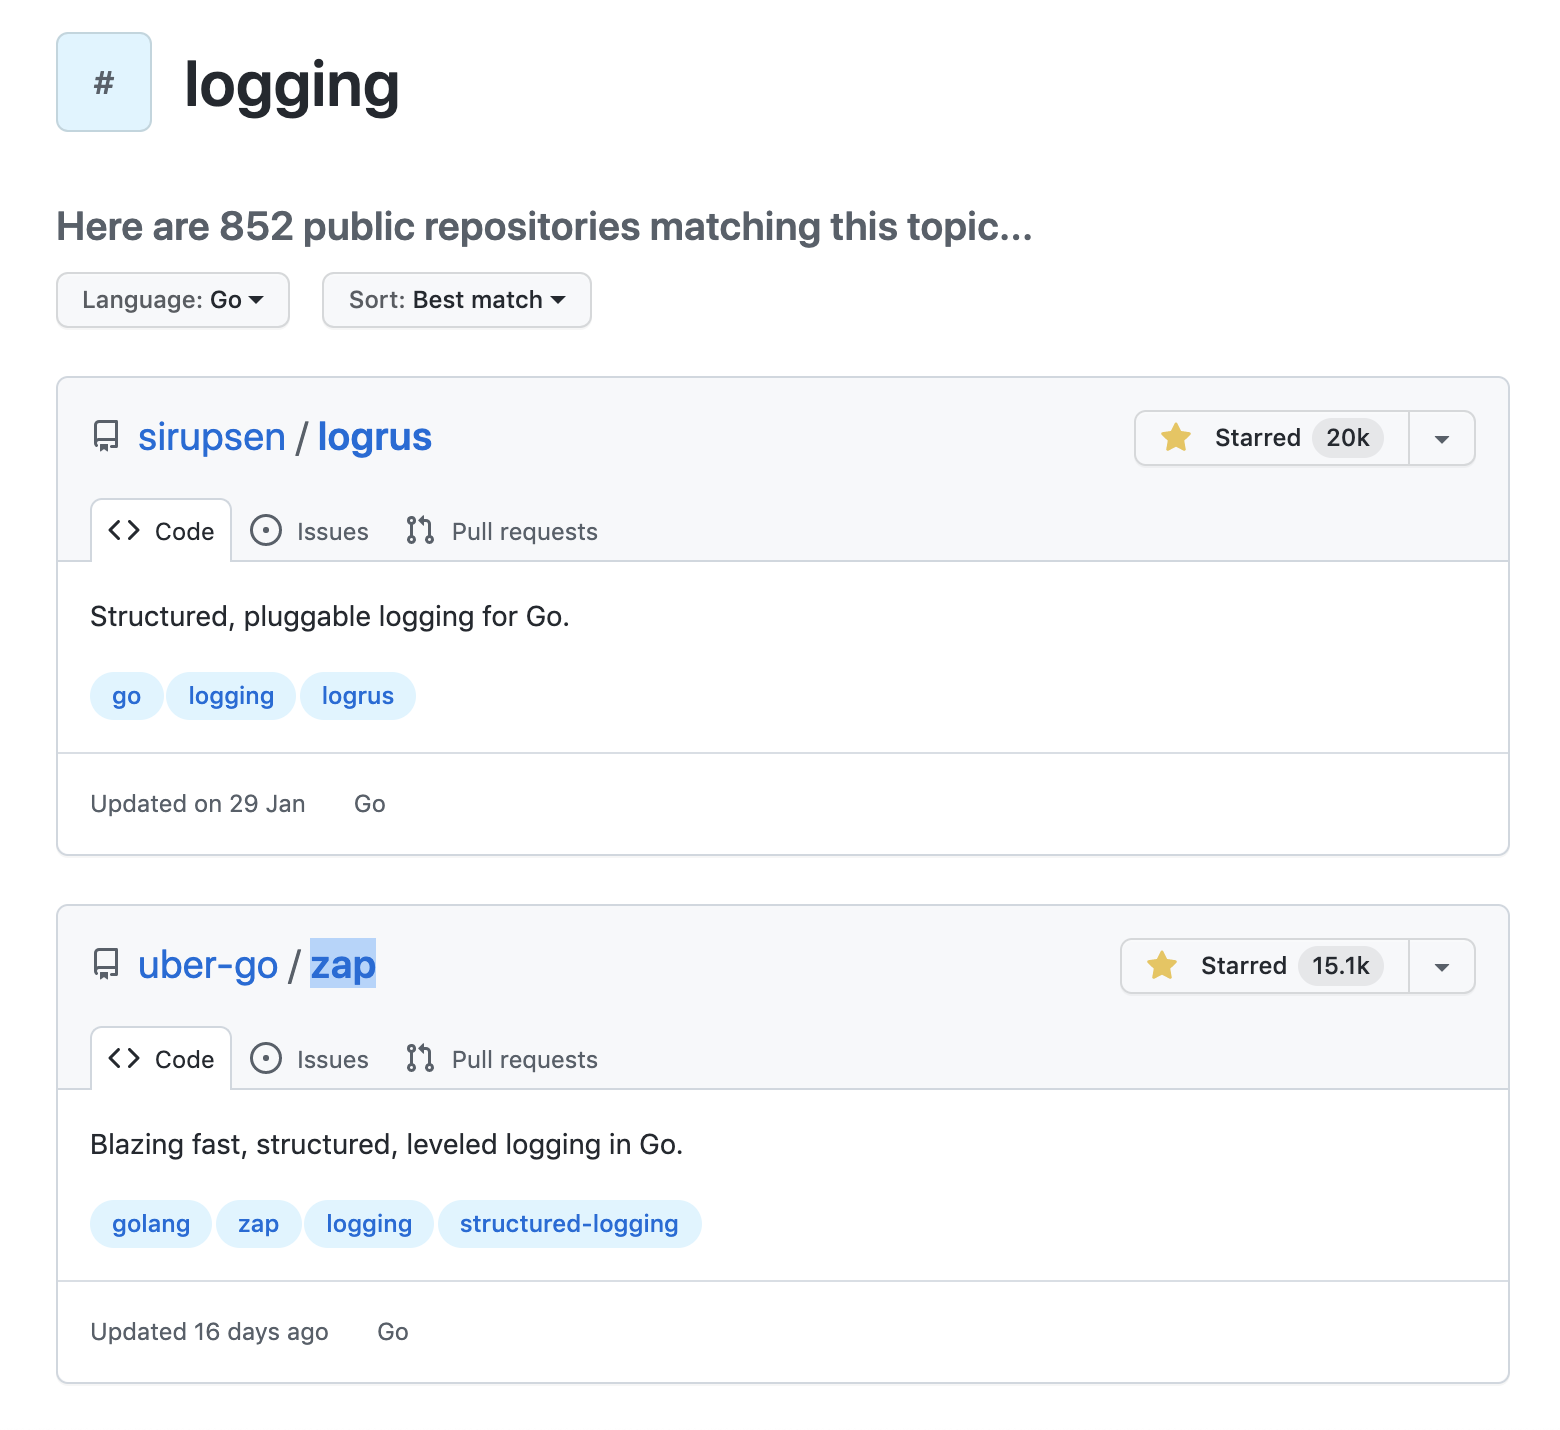 # logging
Here are 852 public repositories matching this topic...
Language: Go Sort: Best match
sirupsen / logrus Starred 20k
Code Issues Pull requests
Structured, pluggable logging for Go.
go logging logrus
Updated on 29 Jan Go
uber-go / zap Starred 15.1k
Code Issues Pull requests
Blazing fast, structured, leveled logging in Go.
golang zap logging structured-logging
Updated 16 days ago Go